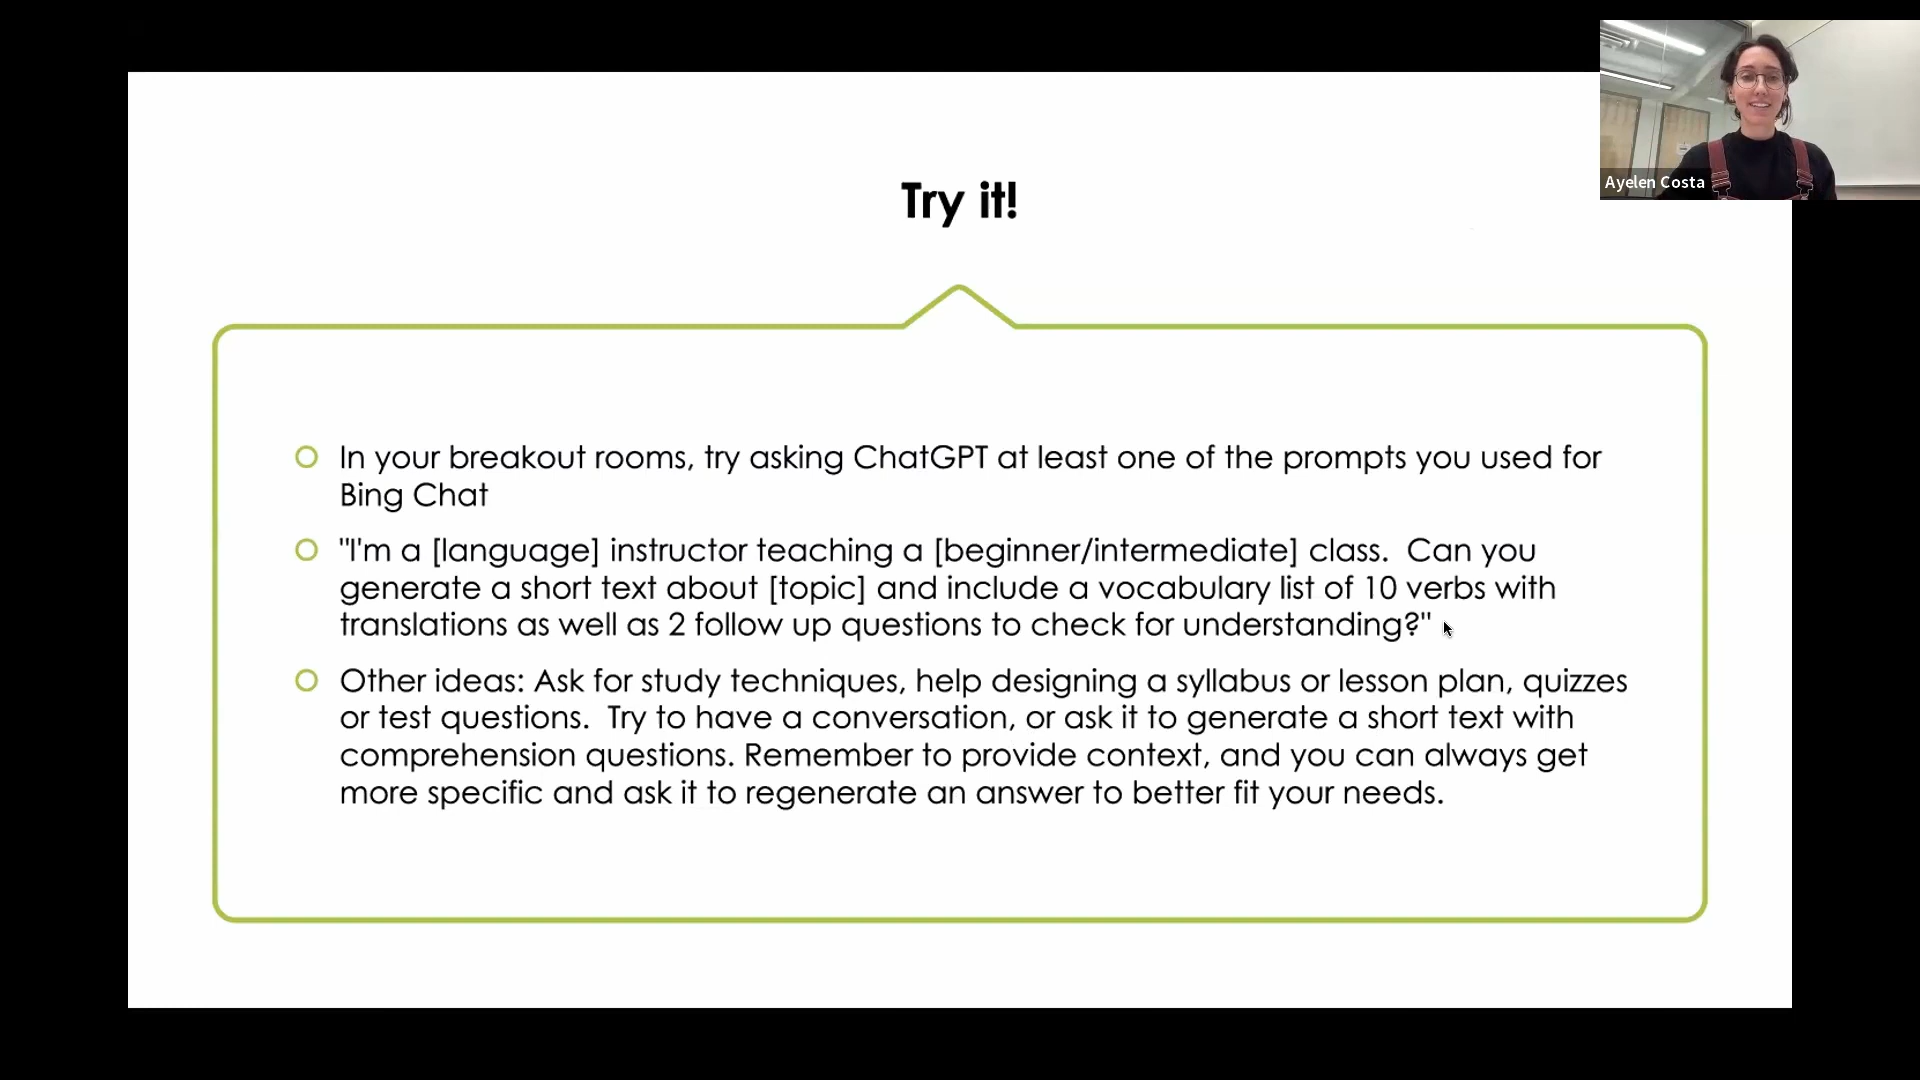 Try it!
Ayelen Costa
In your breakout rooms, try asking ChatGPT at least one of the prompts you used for
Bing Chat
"I'm a [language] instructor teaching a [beginner/intermediate] class.  Can you
generate a short text about [topic] and include a vocabulary list of 10 verbs with
translations as well as 2 follow up questions to check for understanding?"
Other ideas: Ask for study techniques, help designing a syllabus or lesson plan, quizzes
or test questions.  Try to have a conversation, or ask it to generate a short text with
comprehension questions. Remember to provide context, and you can always get
more specific and ask it to regenerate an answer to better fit your needs.